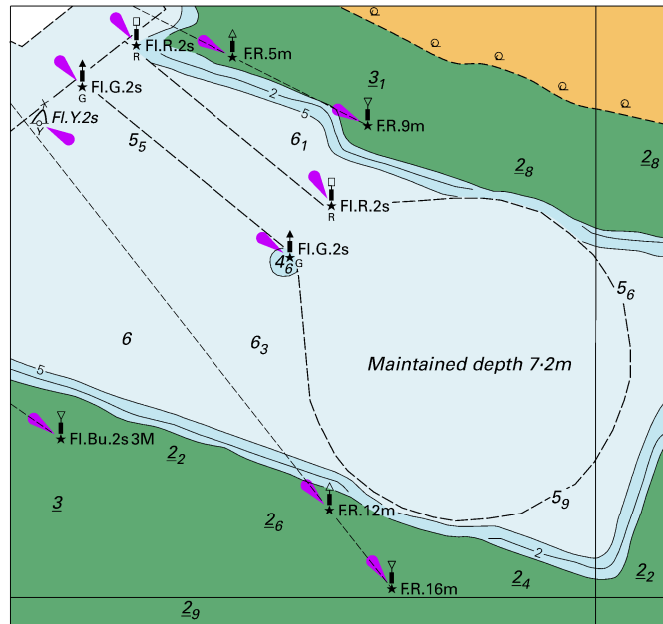 Fl.R.2s
R
F.R.5m
Fl.G.2s
G
3₁
Fl.Y.2s
Y
2
5
F.R.9m
5₅
6₁
2₈
2₈
Fl.R.2s
R
Fl.G.2s
G
4₆
5₆
6
6₃
Maintained depth 7·2m
5
Fl.Bu.2s3M
2₂
3
5₉
F.R.12m
2₆
2
2₄
2₂
F.R.16m
2₉